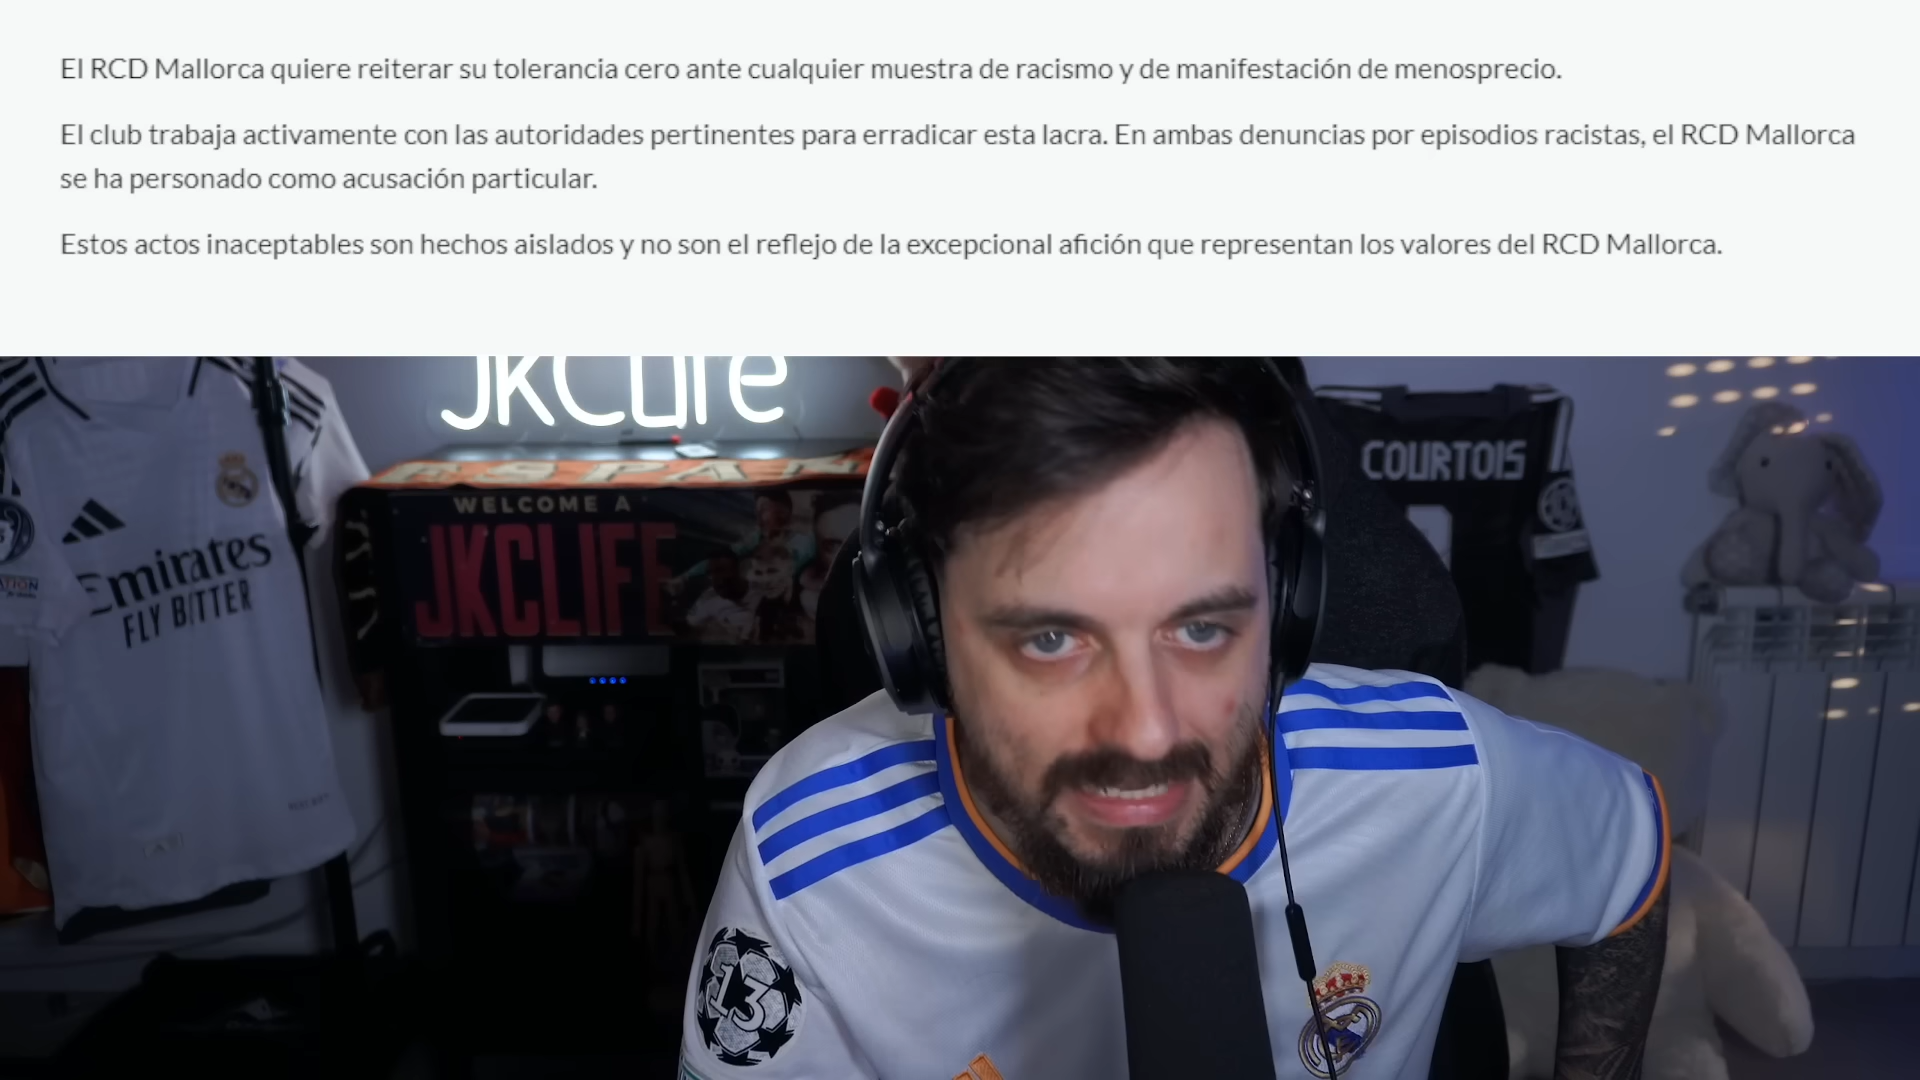 El RCD Mallorca quiere reiterar su tolerancia cero ante cualquier muestra de racismo y de manifestación de menosprecio.
El club trabaja activamente con las autoridades pertinentes para erradicar esta lacra. En ambas denuncias por episodios racistas, el RCD Mallorca
se ha personado como acusación particular.
Estos actos inaceptables son hechos aislados y no son el reflejo de la excepcional afición que representan los valores del RCD Mallorca.
JKCLife
ESPAÑ
COURTOIS
WELCOME A
JKCLIFE
Emirates
FLY BETTER
13